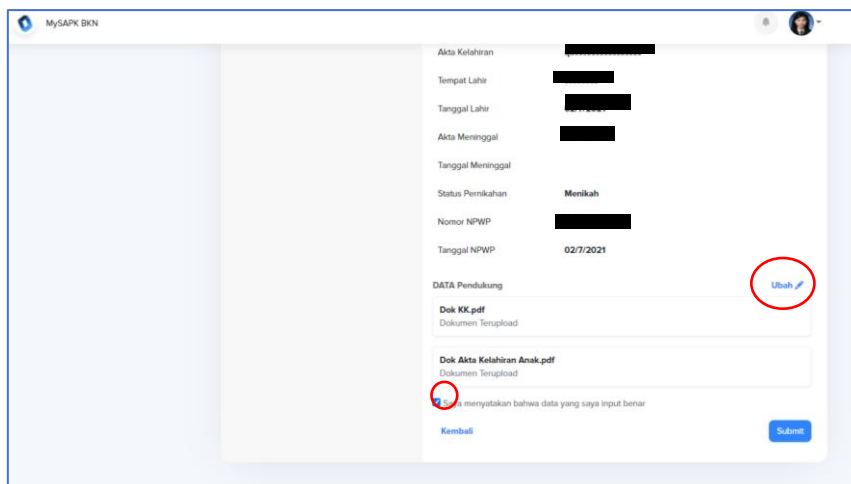 MySAPK BKN
Akta Kelahiran
Tempat Lahir
Tanggal Lahir
Akta Meninggal
Tanggal Meninggal
Status Pernikahan Menikah
Nomor NPWP
Tanggal NPWP 02/7/2021
DATA Pendukung Ubah
Dok KK.pdf
Dokumen Terupload
Dok Akta Kelahiran Anak.pdf
Dokumen Terupload
Saya menyatakan bahwa data yang saya input benar
Kembali Submit